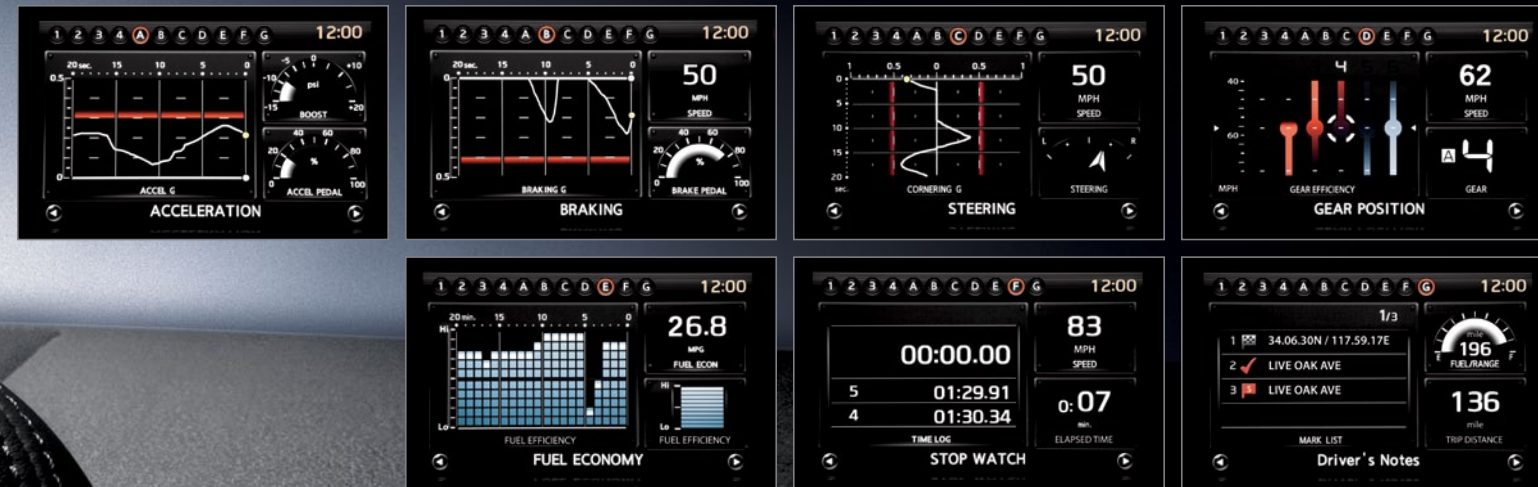 1 2 3 4 A B C D E F G 12:00
20 sec. 15 10 5 0
0.5
0
ACCEL G
-15 -10 -5 0 +10 +20
psi
BOOST
0 20 40 60 80 100
%
ACCEL PEDAL
ACCELERATION
1 2 3 4 A B C D E F G 12:00
20 sec. 15 10 5 0
0
0.5
BRAKING G
50
MPH
SPEED
0 20 40 60 80 100
%
BRAKE PEDAL
BRAKING
1 2 3 4 A B C D E F G 12:00
1 0.5 0 0.5 1
0
5
10
15
20
sec.
CORNERING G
50
MPH
SPEED
L I R
STEERING
STEERING
1 2 3 4 A B C D E F G 12:00
4
40
60
MPH
GEAR EFFICIENCY
62
MPH
SPEED
A 4
GEAR
GEAR POSITION
1 2 3 4 A B C D E F G 12:00
20 min. 15 10 5 0
Hi
Lo
FUEL EFFICIENCY
26.8
MPG
FUEL ECON
Hi
Lo
FUEL EFFICIENCY
FUEL ECONOMY
1 2 3 4 A B C D E F G 12:00
00:00.00
5 01:29.91
4 01:30.34
TIME LOG
83
MPH
SPEED
0:07
min.
ELAPSED TIME
STOP WATCH
1 2 3 4 A B C D E F G 12:00
1/3
1 34.06.30N / 117.59.17E
2 LIVE OAK AVE
3 S LIVE OAK AVE
MARK LIST
mile
196
E F
FUEL/RANGE
136
mile
TRIP DISTANCE
Driver's Notes